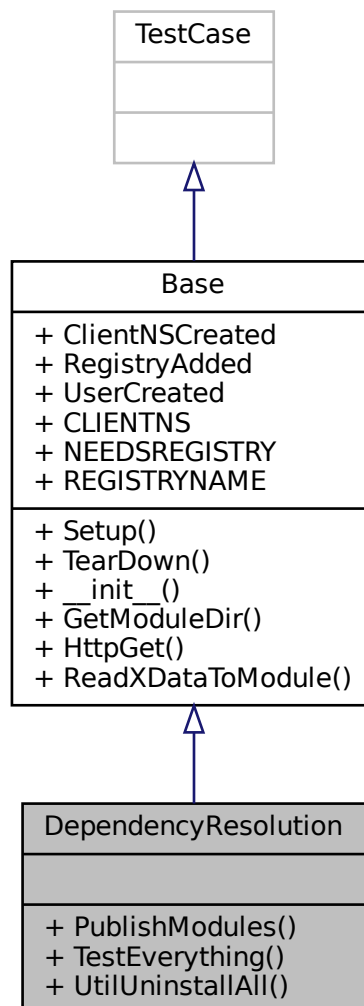 TestCase
Base
+ ClientNSCreated
+ RegistryAdded
+ UserCreated
+ CLIENTNS
+ NEEDSREGISTRY
+ REGISTRYNAME
+ Setup()
+ TearDown()
+ __init__()
+ GetModuleDir()
+ HttpGet()
+ ReadXDataToModule()
DependencyResolution
+ PublishModules()
+ TestEverything()
+ UtilUninstallAll()